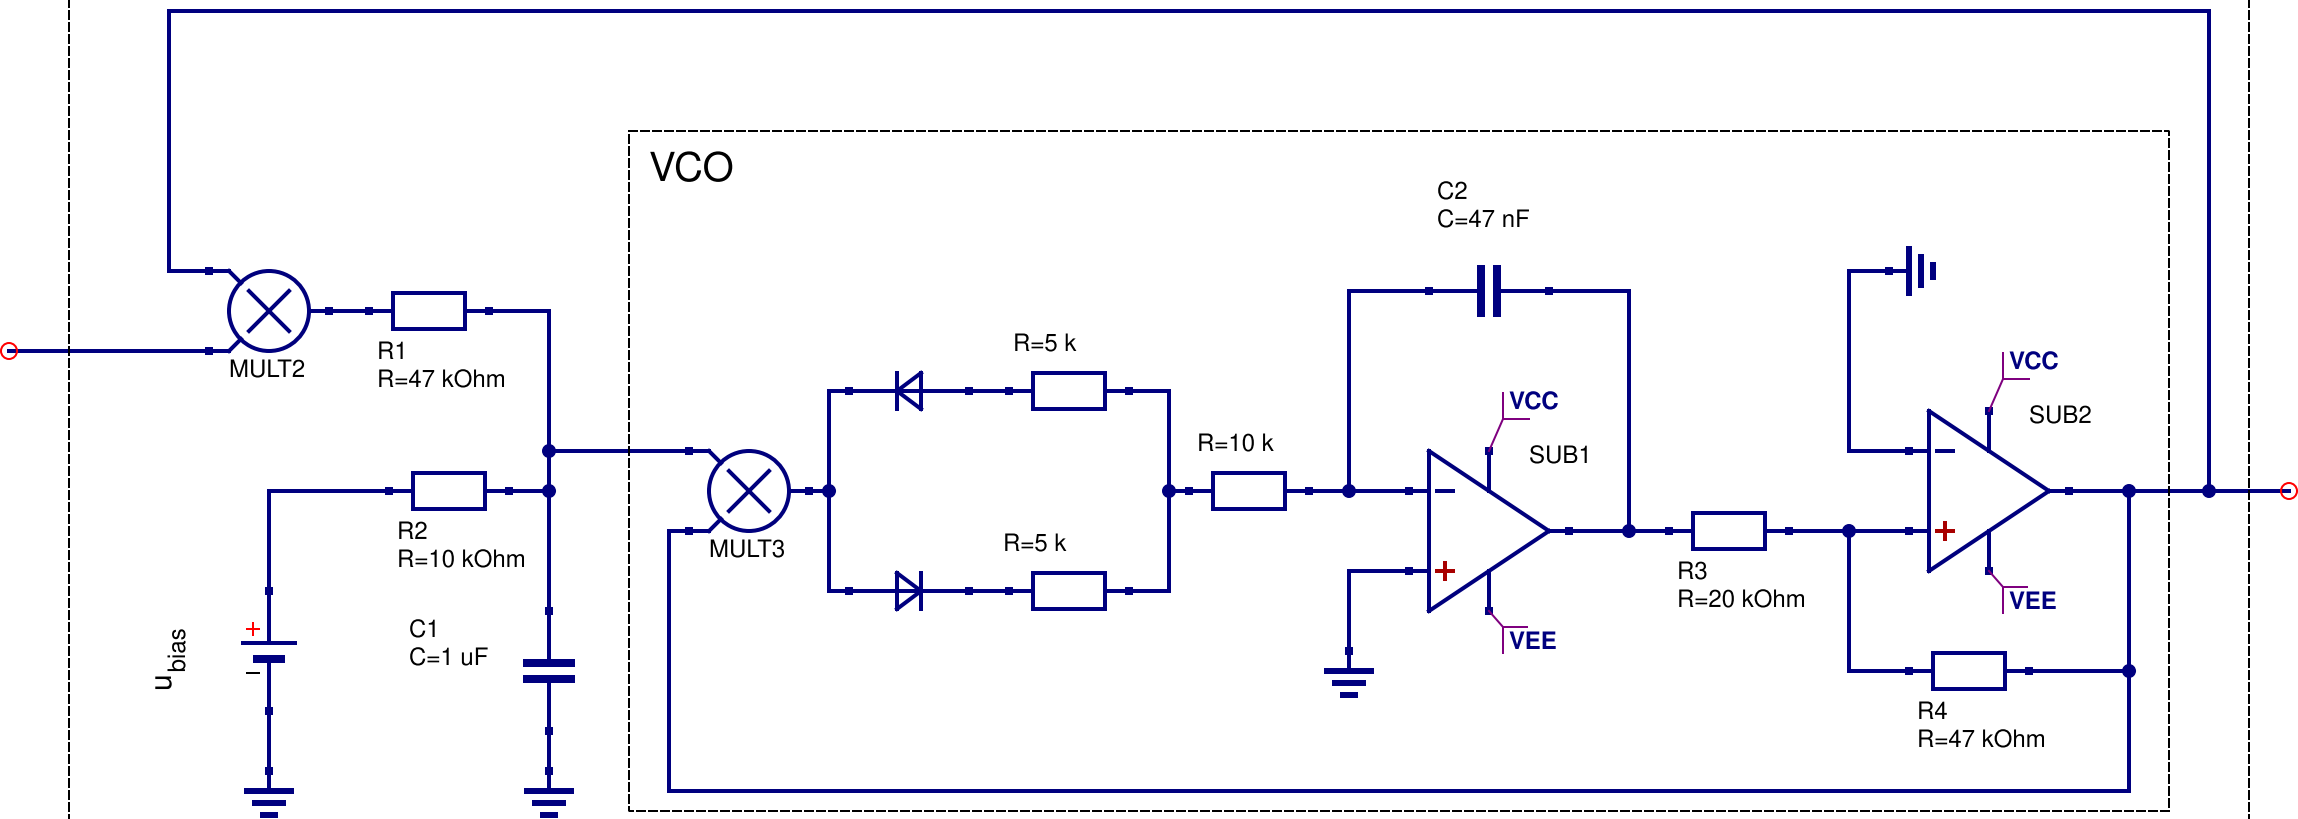 VCO
C2
C=47 nF
R=5 k
VCC
SUB2
MULT2
R1
R=47 kOhm
VCC
SUB1
R=10 k
R2
R=10 kOhm
MULT3
R=5 k
R3
R=20 kOhm
VEE
VEE
+
−
u_bias
C1
C=1 uF
R4
R=47 kOhm